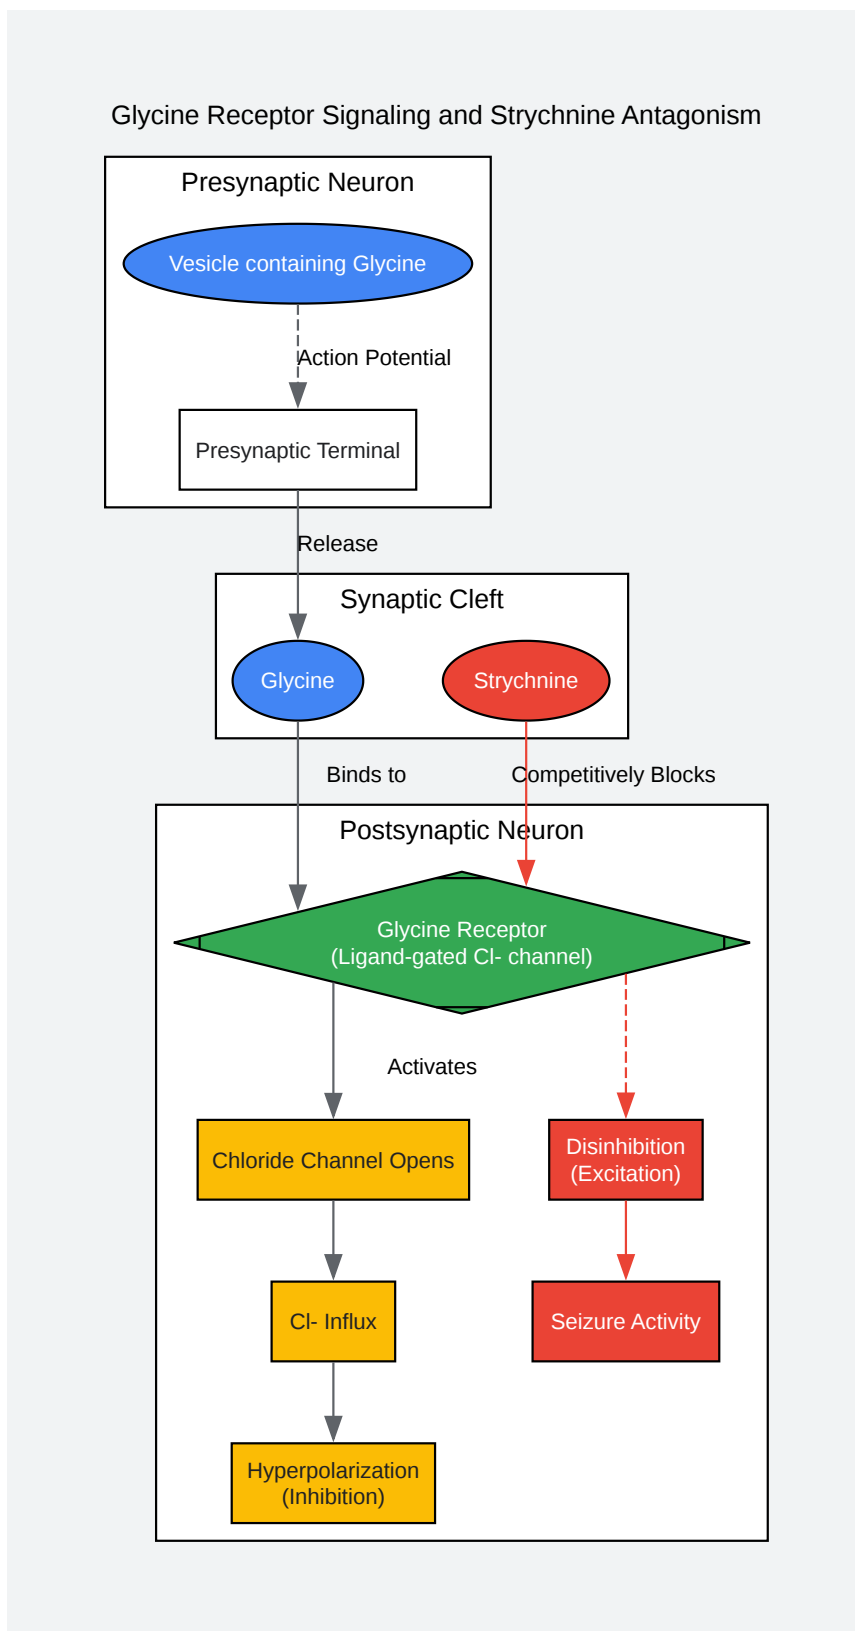 Glycine Receptor Signaling and Strychnine Antagonism
Presynaptic Neuron
Vesicle containing Glycine
Action Potential
Presynaptic Terminal
Release
Synaptic Cleft
Glycine
Strychnine
Binds to
Competitively Blocks
Postsynaptic Neuron
Glycine Receptor
(Ligand-gated Cl- channel)
Activates
Chloride Channel Opens
Disinhibition
(Excitation)
Cl- Influx
Seizure Activity
Hyperpolarization
(Inhibition)